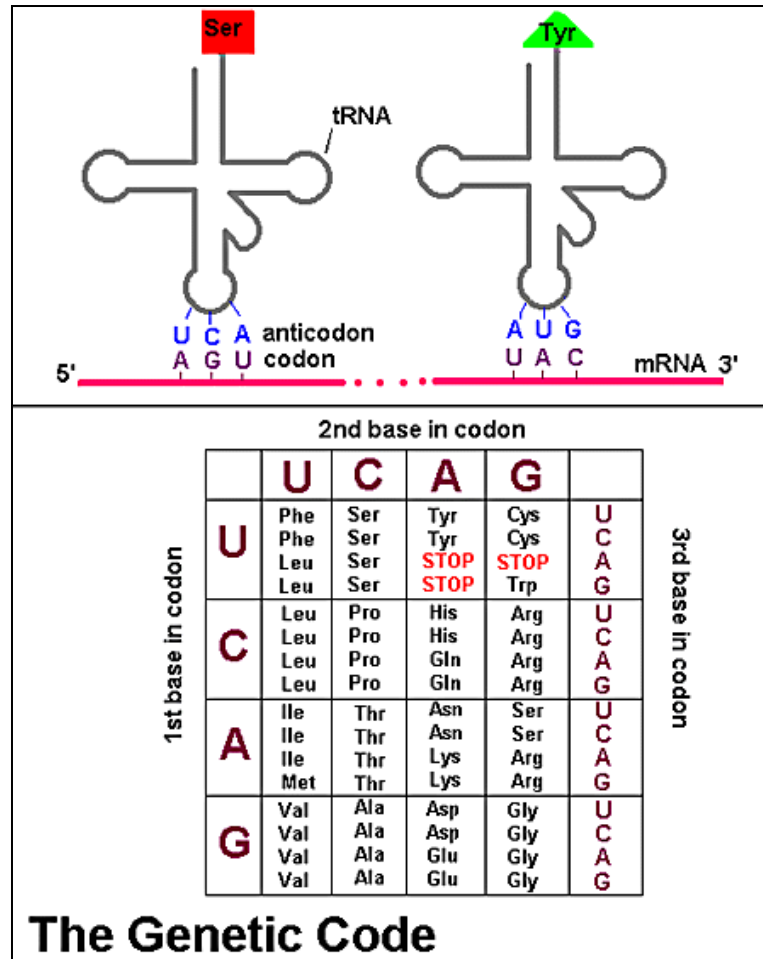 Ser Tyr
tRNA
U C A anticodon A U G
A G U codon U A C
5' mRNA 3'
2nd base in codon
U C A G
1st base in codon
3rd base in codon
U
Phe Ser Tyr Cys U
Phe Ser Tyr Cys C
Leu Ser STOP STOP A
Leu Ser STOP Trp G
C
Leu Pro His Arg U
Leu Pro His Arg C
Leu Pro Gln Arg A
Leu Pro Gln Arg G
A
Ile Thr Asn Ser U
Ile Thr Asn Ser C
Ile Thr Lys Arg A
Met Thr Lys Arg G
G
Val Ala Asp Gly U
Val Ala Asp Gly C
Val Ala Glu Gly A
Val Ala Glu Gly G
The Genetic Code